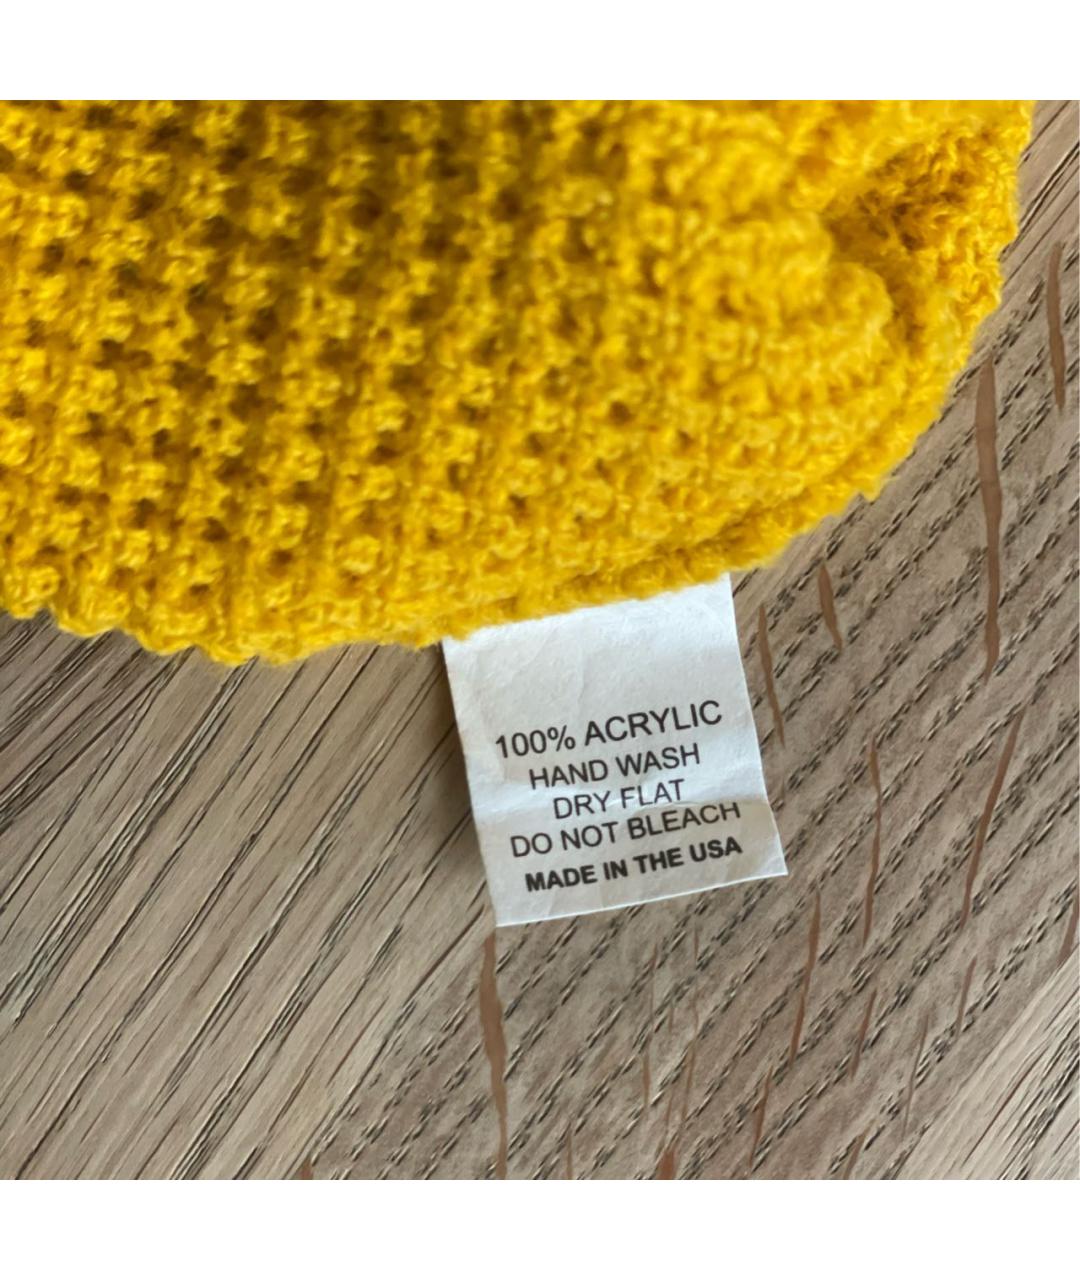 100% ACRYLIC
HAND WASH
DRY FLAT
DO NOT BLEACH
MADE IN THE USA